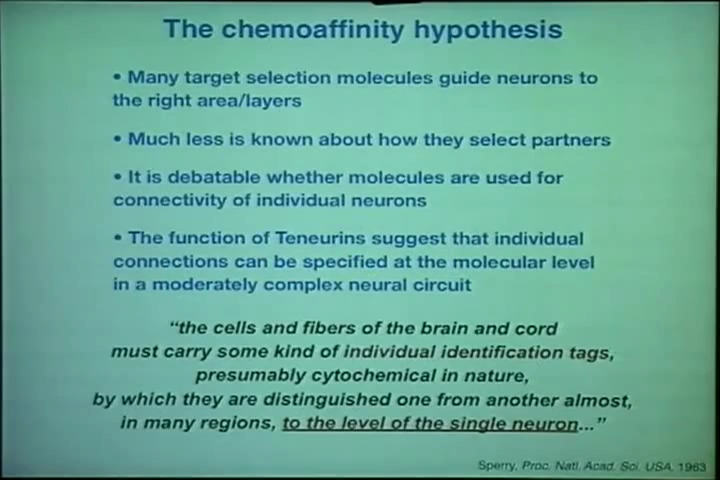 The chemoaffinity hypothesis
• Many target selection molecules guide neurons to
the right area/layers
• Much less is known about how they select partners
• It is debatable whether molecules are used for
connectivity of individual neurons
• The function of Teneurins suggest that individual
connections can be specified at the molecular level
in a moderately complex neural circuit
“the cells and fibers of the brain and cord
must carry some kind of individual identification tags,
presumably cytochemical in nature,
by which they are distinguished one from another almost,
in many regions, to the level of the single neuron...”
Sperry, Proc. Natl. Acad. Sci. USA, 1963